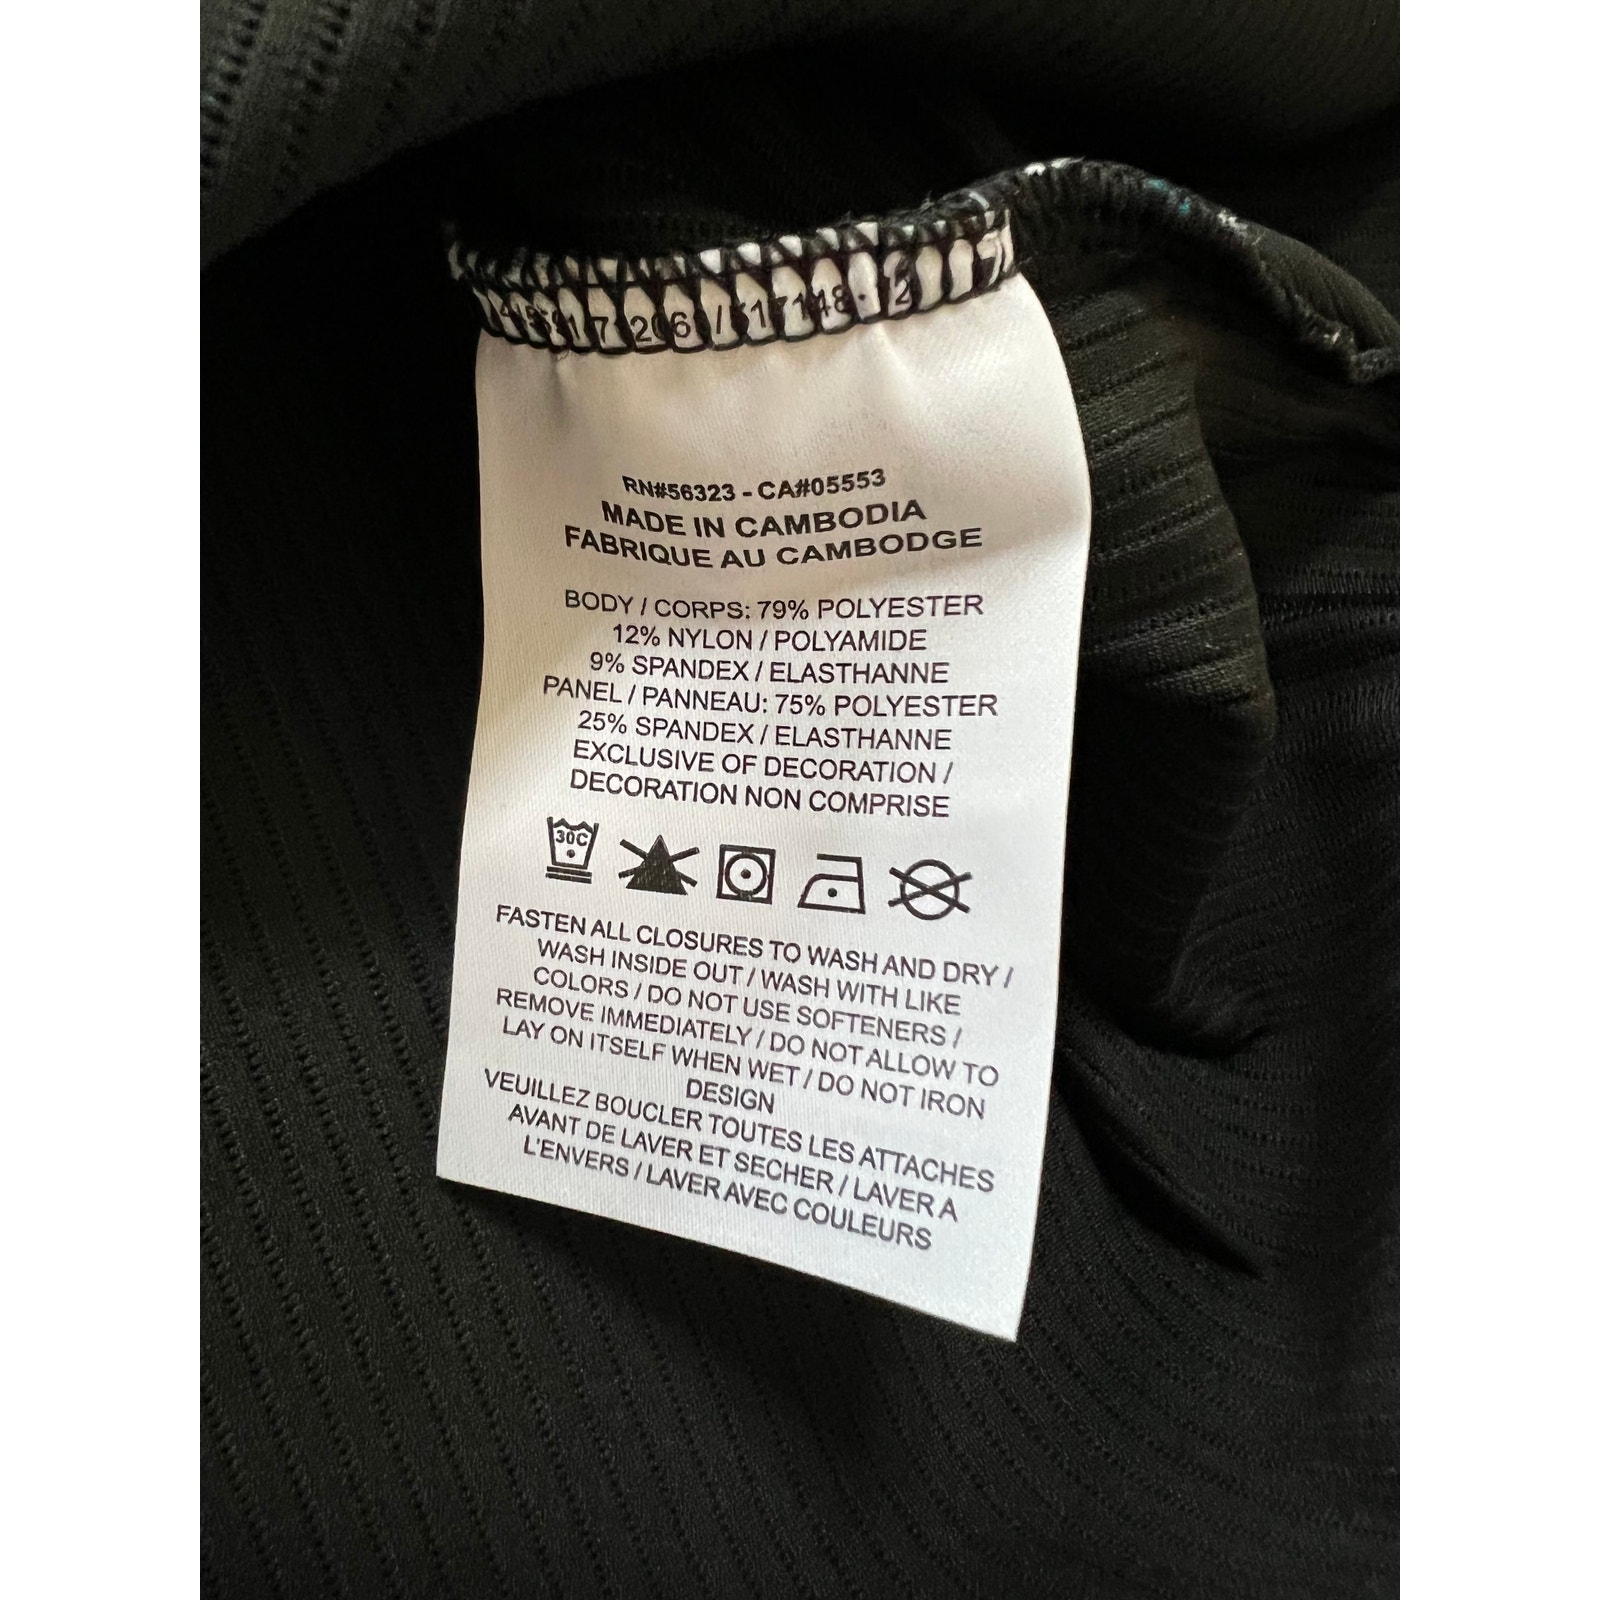 RN#56323 - CA#05553
MADE IN CAMBODIA
FABRIQUE AU CAMBODGE
BODY / CORPS: 79% POLYESTER
12% NYLON / POLYAMIDE
9% SPANDEX / ELASTHANNE
PANEL / PANNEAU: 75% POLYESTER
25% SPANDEX / ELASTHANNE
EXCLUSIVE OF DECORATION /
DECORATION NON COMPRISE
30C
FASTEN ALL CLOSURES TO WASH AND DRY /
WASH INSIDE OUT / WASH WITH LIKE
COLORS / DO NOT USE SOFTENERS /
REMOVE IMMEDIATELY / DO NOT ALLOW TO
LAY ON ITSELF WHEN WET / DO NOT IRON
DESIGN
VEUILLEZ BOUCLER TOUTES LES ATTACHES
AVANT DE LAVER ET SECHER / LAVER A
L'ENVERS / LAVER AVEC COULEURS